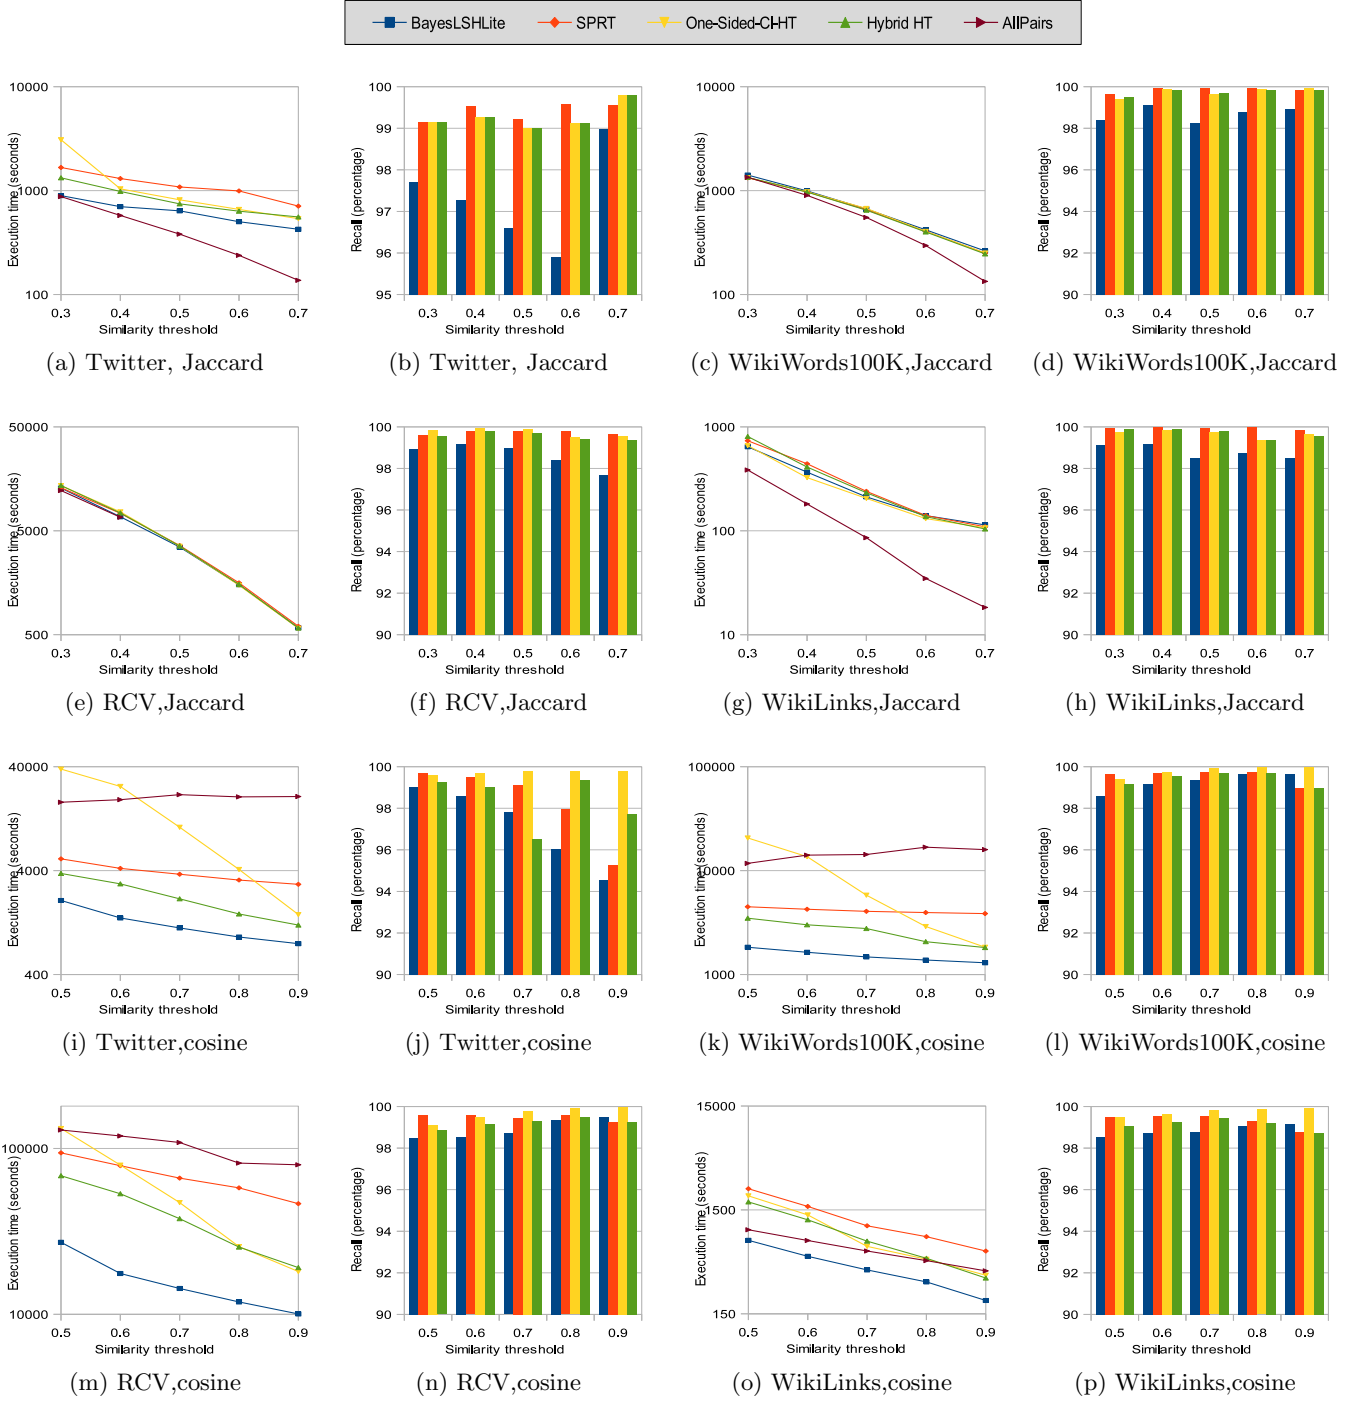 BayesLSHLite SPRT One-Sided-CI-HT Hybrid HT AllPairs
Execution time (seconds)
10000
1000
100
0.3 0.4 0.5 0.6 0.7
Similarity threshold
(a) Twitter, Jaccard
Recall (percentage)
100
99
98
97
96
95
0.3 0.4 0.5 0.6 0.7
Similarity threshold
(b) Twitter, Jaccard
Execution time (seconds)
10000
1000
100
0.3 0.4 0.5 0.6 0.7
Similarity threshold
(c) WikiWords100K,Jaccard
Recall (percentage)
100
98
96
94
92
90
0.3 0.4 0.5 0.6 0.7
Similarity threshold
(d) WikiWords100K,Jaccard
Execution time (seconds)
50000
5000
500
0.3 0.4 0.5 0.6 0.7
Similarity threshold
(e) RCV,Jaccard
Recall (percentage)
100
98
96
94
92
90
0.3 0.4 0.5 0.6 0.7
Similarity threshold
(f) RCV,Jaccard
Execution time (seconds)
1000
100
10
0.3 0.4 0.5 0.6 0.7
Similarity threshold
(g) WikiLinks,Jaccard
Recall (percentage)
100
98
96
94
92
90
0.3 0.4 0.5 0.6 0.7
Similarity threshold
(h) WikiLinks,Jaccard
Execution time (seconds)
40000
4000
400
0.5 0.6 0.7 0.8 0.9
Similarity threshold
(i) Twitter,cosine
Recall (percentage)
100
98
96
94
92
90
0.5 0.6 0.7 0.8 0.9
Similarity threshold
(j) Twitter,cosine
Execution time (seconds)
100000
10000
1000
0.5 0.6 0.7 0.8 0.9
Similarity threshold
(k) WikiWords100K,cosine
Recall (percentage)
100
98
96
94
92
90
0.5 0.6 0.7 0.8 0.9
Similarity threshold
(l) WikiWords100K,cosine
Execution time (seconds)
100000
10000
0.5 0.6 0.7 0.8 0.9
Similarity threshold
(m) RCV,cosine
Recall (percentage)
100
98
96
94
92
90
0.5 0.6 0.7 0.8 0.9
Similarity threshold
(n) RCV,cosine
Execution time (seconds)
15000
1500
150
0.5 0.6 0.7 0.8 0.9
Similarity threshold
(o) WikiLinks,cosine
Recall (percentage)
100
98
96
94
92
90
0.5 0.6 0.7 0.8 0.9
Similarity threshold
(p) WikiLinks,cosine